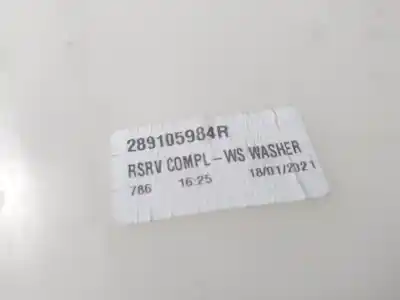 289105984R
RSRV COMPL-WS WASHER
786 16:25 18/01/2021